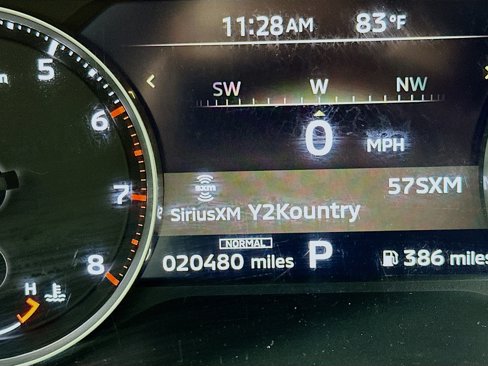 11:28AM 83°F
5
SW W NW
6
0 MPH
SXM
57SXM
7
SiriusXM Y2Kountry
NORMAL
8
020480 miles P 386 miles
H